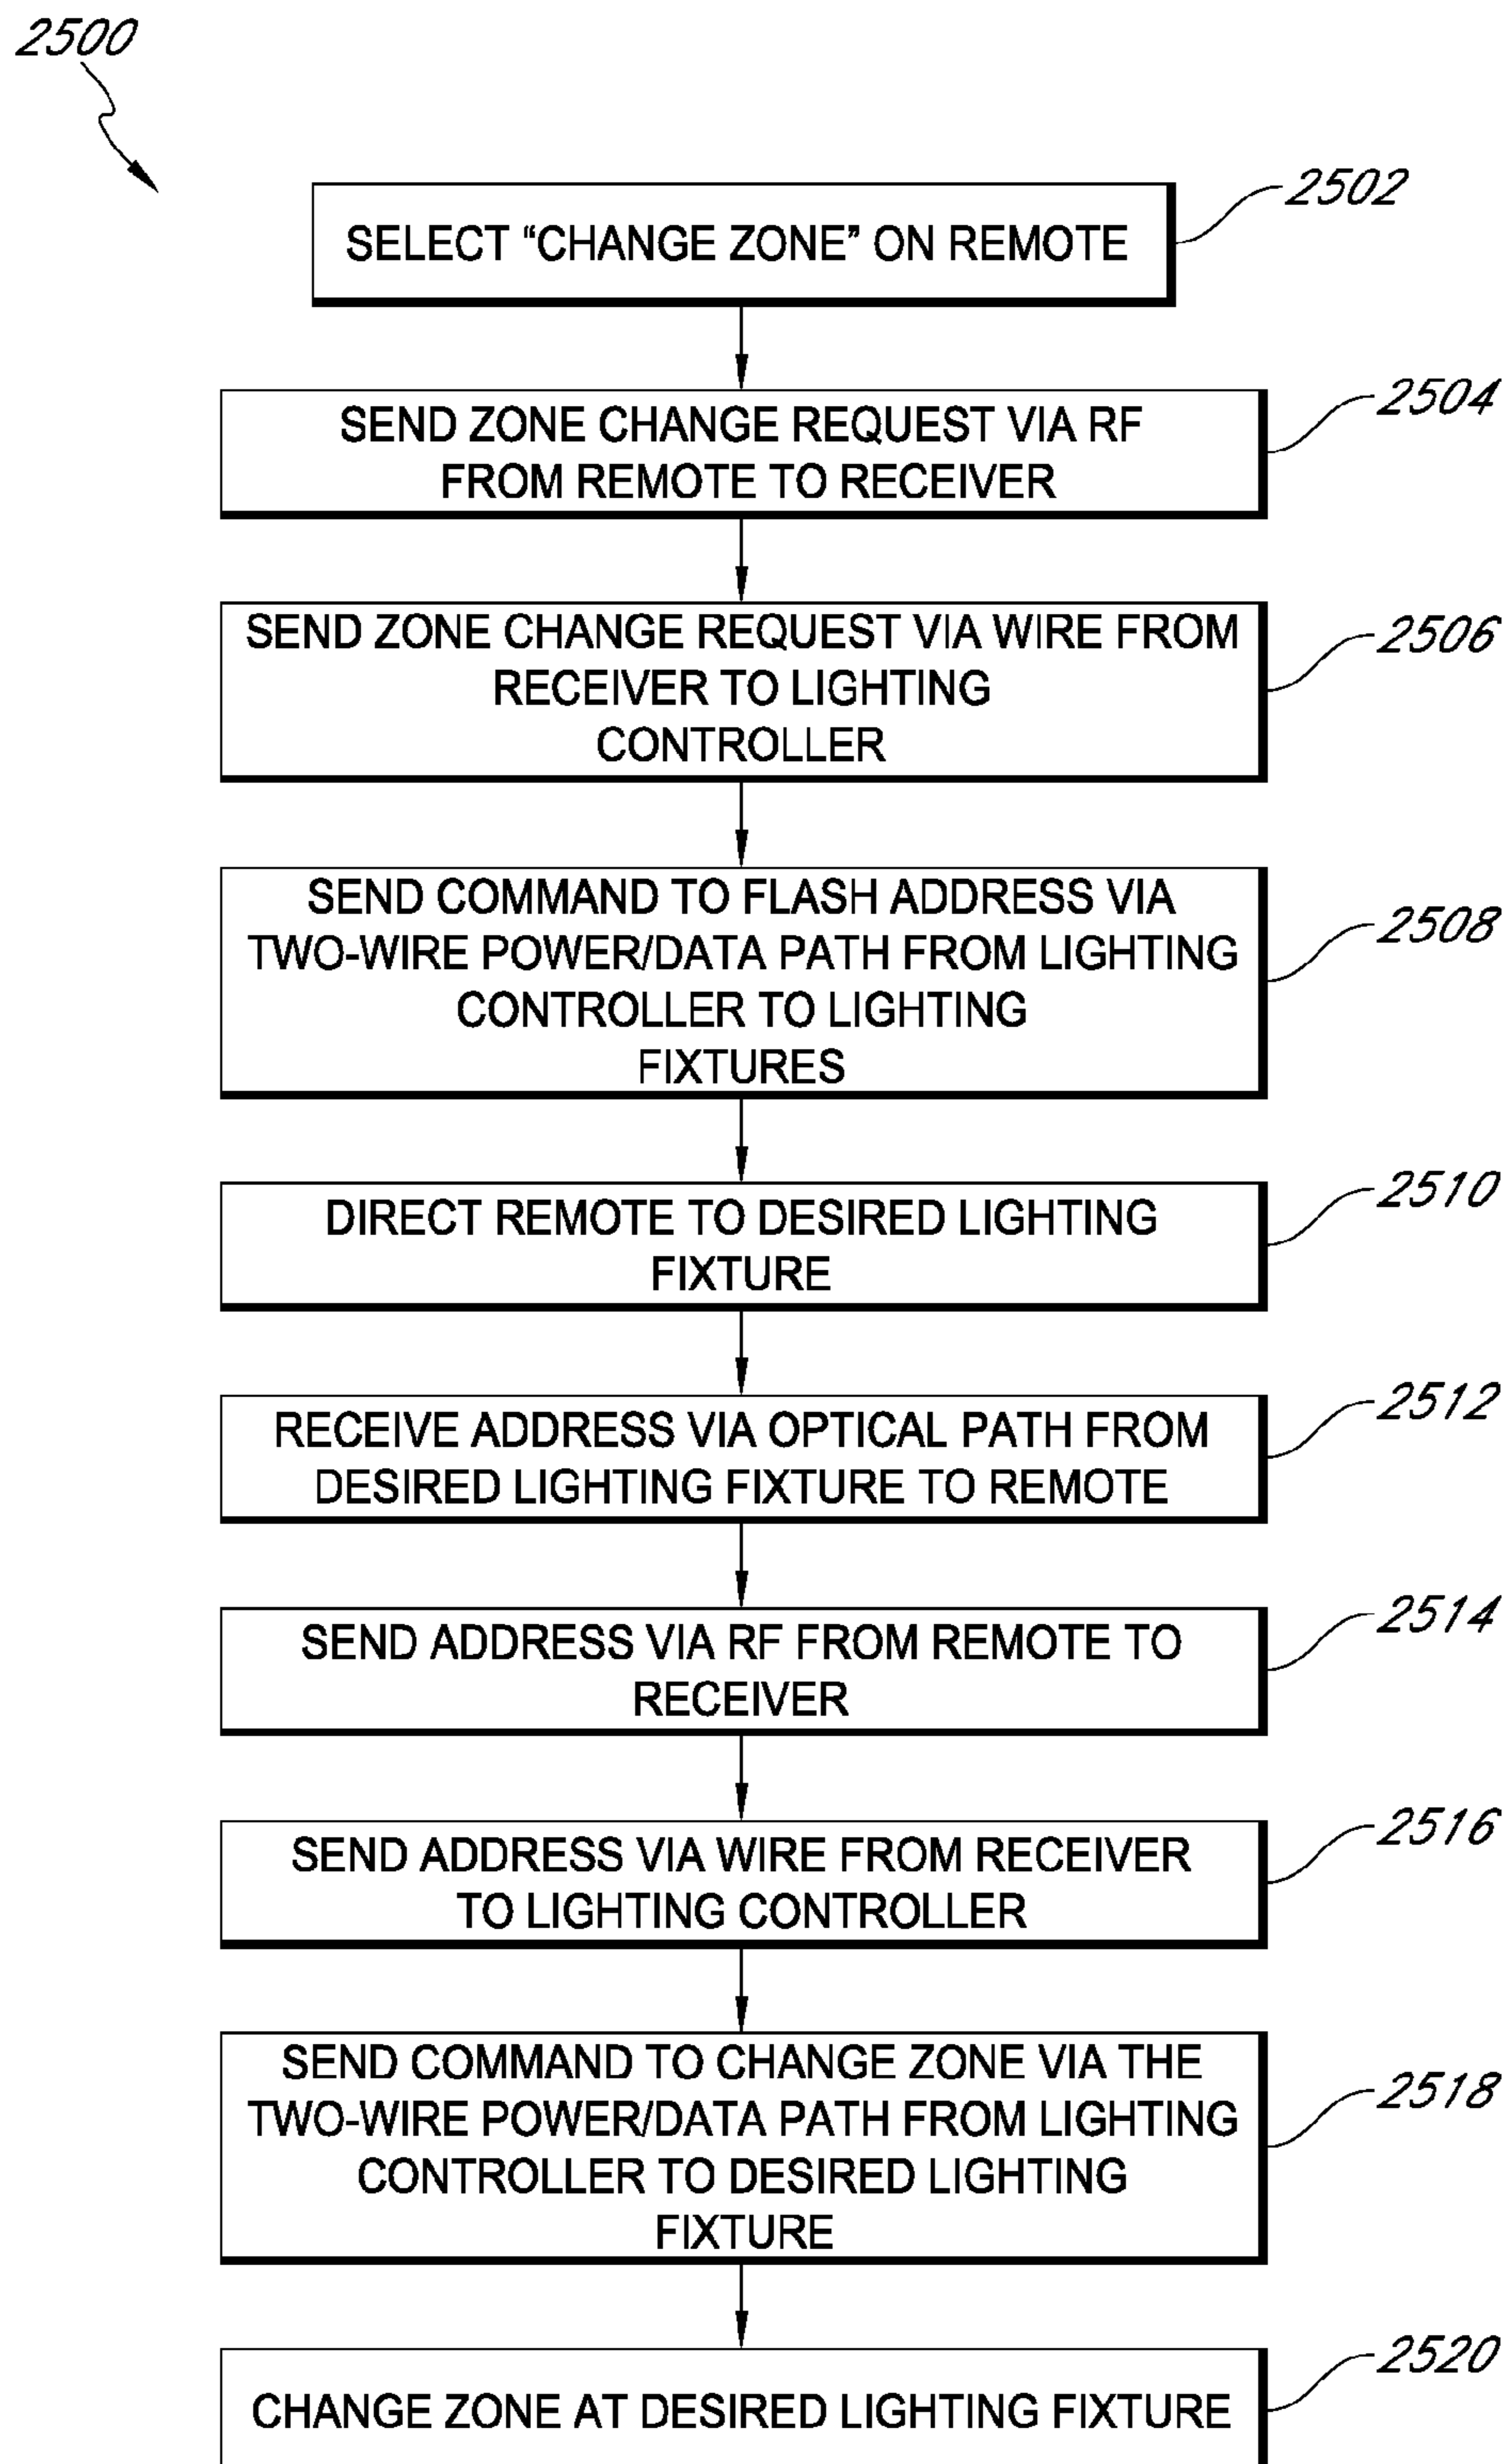 2500
SELECT “CHANGE ZONE” ON REMOTE
2502
SEND ZONE CHANGE REQUEST VIA RF
FROM REMOTE TO RECEIVER
2504
SEND ZONE CHANGE REQUEST VIA WIRE FROM
RECEIVER TO LIGHTING
CONTROLLER
2506
SEND COMMAND TO FLASH ADDRESS VIA
TWO-WIRE POWER/DATA PATH FROM LIGHTING
CONTROLLER TO LIGHTING
FIXTURES
2508
DIRECT REMOTE TO DESIRED LIGHTING
FIXTURE
2510
RECEIVE ADDRESS VIA OPTICAL PATH FROM
DESIRED LIGHTING FIXTURE TO REMOTE
2512
SEND ADDRESS VIA RF FROM REMOTE TO
RECEIVER
2514
SEND ADDRESS VIA WIRE FROM RECEIVER
TO LIGHTING CONTROLLER
2516
SEND COMMAND TO CHANGE ZONE VIA THE
TWO-WIRE POWER/DATA PATH FROM LIGHTING
CONTROLLER TO DESIRED LIGHTING
FIXTURE
2518
CHANGE ZONE AT DESIRED LIGHTING FIXTURE
2520